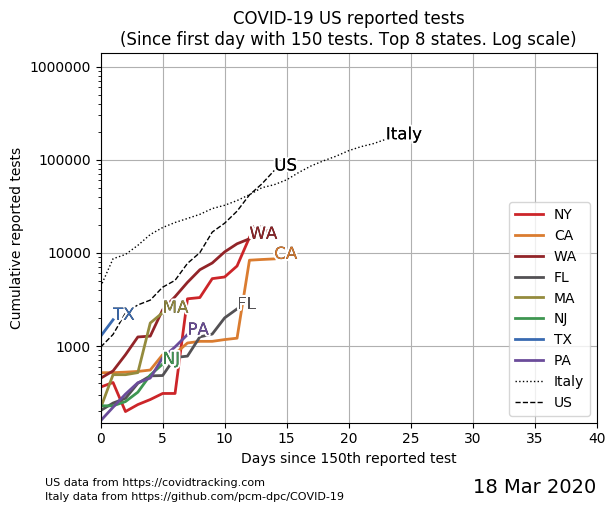 COVID-19 US reported tests
(Since first day with 150 tests. Top 8 states. Log scale)
Cumulative reported tests
1000000
100000
10000
1000
Italy
US
WA
CA
FL
MA
TX
PA
NJ
NY
CA
WA
FL
MA
NJ
TX
PA
Italy
US
0 5 10 15 20 25 30 35 40
Days since 150th reported test
US data from https://covidtracking.com
Italy data from https://github.com/pcm-dpc/COVID-19
18 Mar 2020